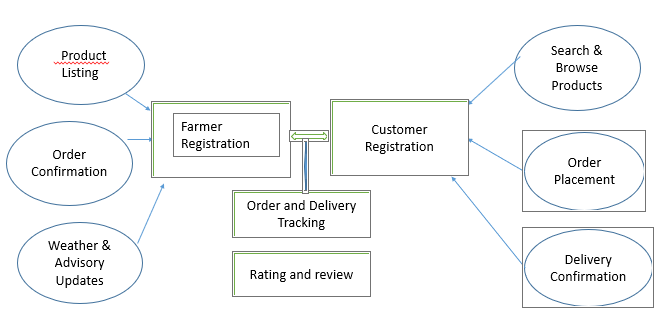 Product
Listing
Order
Confirmation
Weather &
Advisory
Updates
Farmer
Registration
Customer
Registration
Order and Delivery
Tracking
Rating and review
Search &
Browse
Products
Order
Placement
Delivery
Confirmation